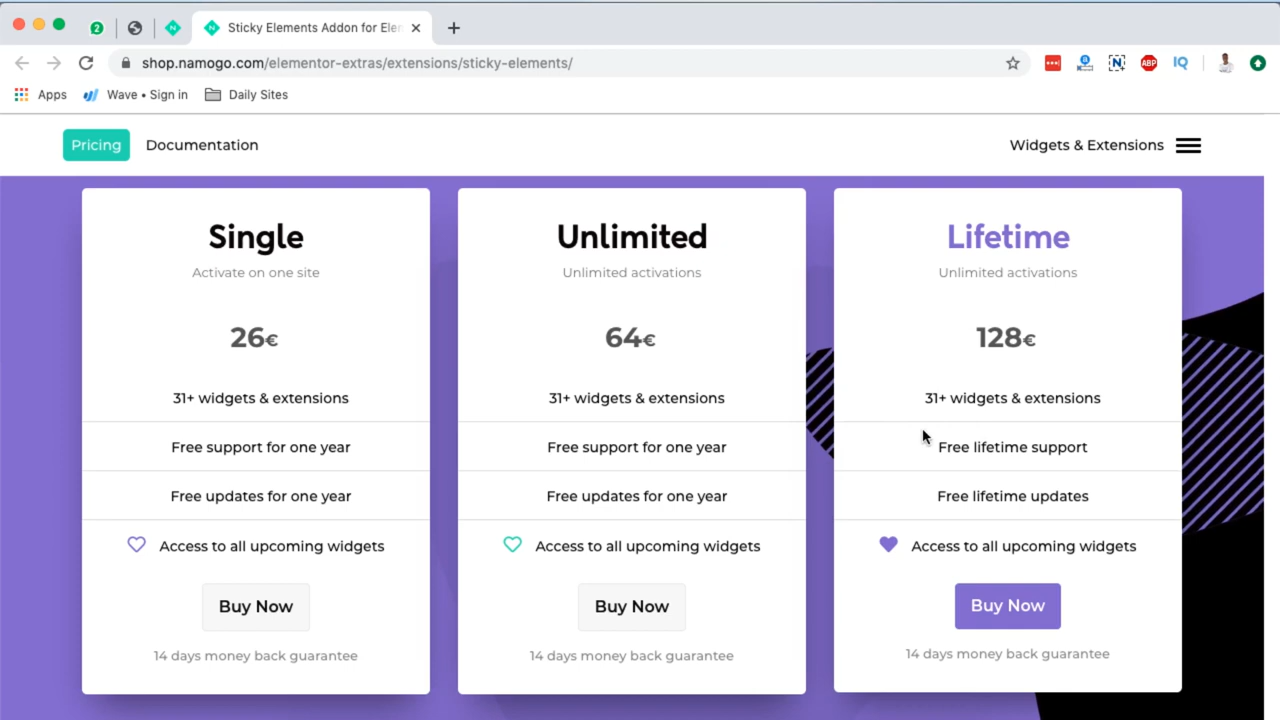 2
Sticky Elements Addon for Elem
shop.namogo.com/elementor-extras/extensions/sticky-elements/
ABP
IQ
Apps
Wave • Sign in
Daily Sites
Pricing
Documentation
Widgets & Extensions
Single
Activate on one site
26€
31+ widgets & extensions
Free support for one year
Free updates for one year
Access to all upcoming widgets
Buy Now
14 days money back guarantee
Unlimited
Unlimited activations
64€
31+ widgets & extensions
Free support for one year
Free updates for one year
Access to all upcoming widgets
Buy Now
14 days money back guarantee
Lifetime
Unlimited activations
128€
31+ widgets & extensions
Free lifetime support
Free lifetime updates
Access to all upcoming widgets
Buy Now
14 days money back guarantee